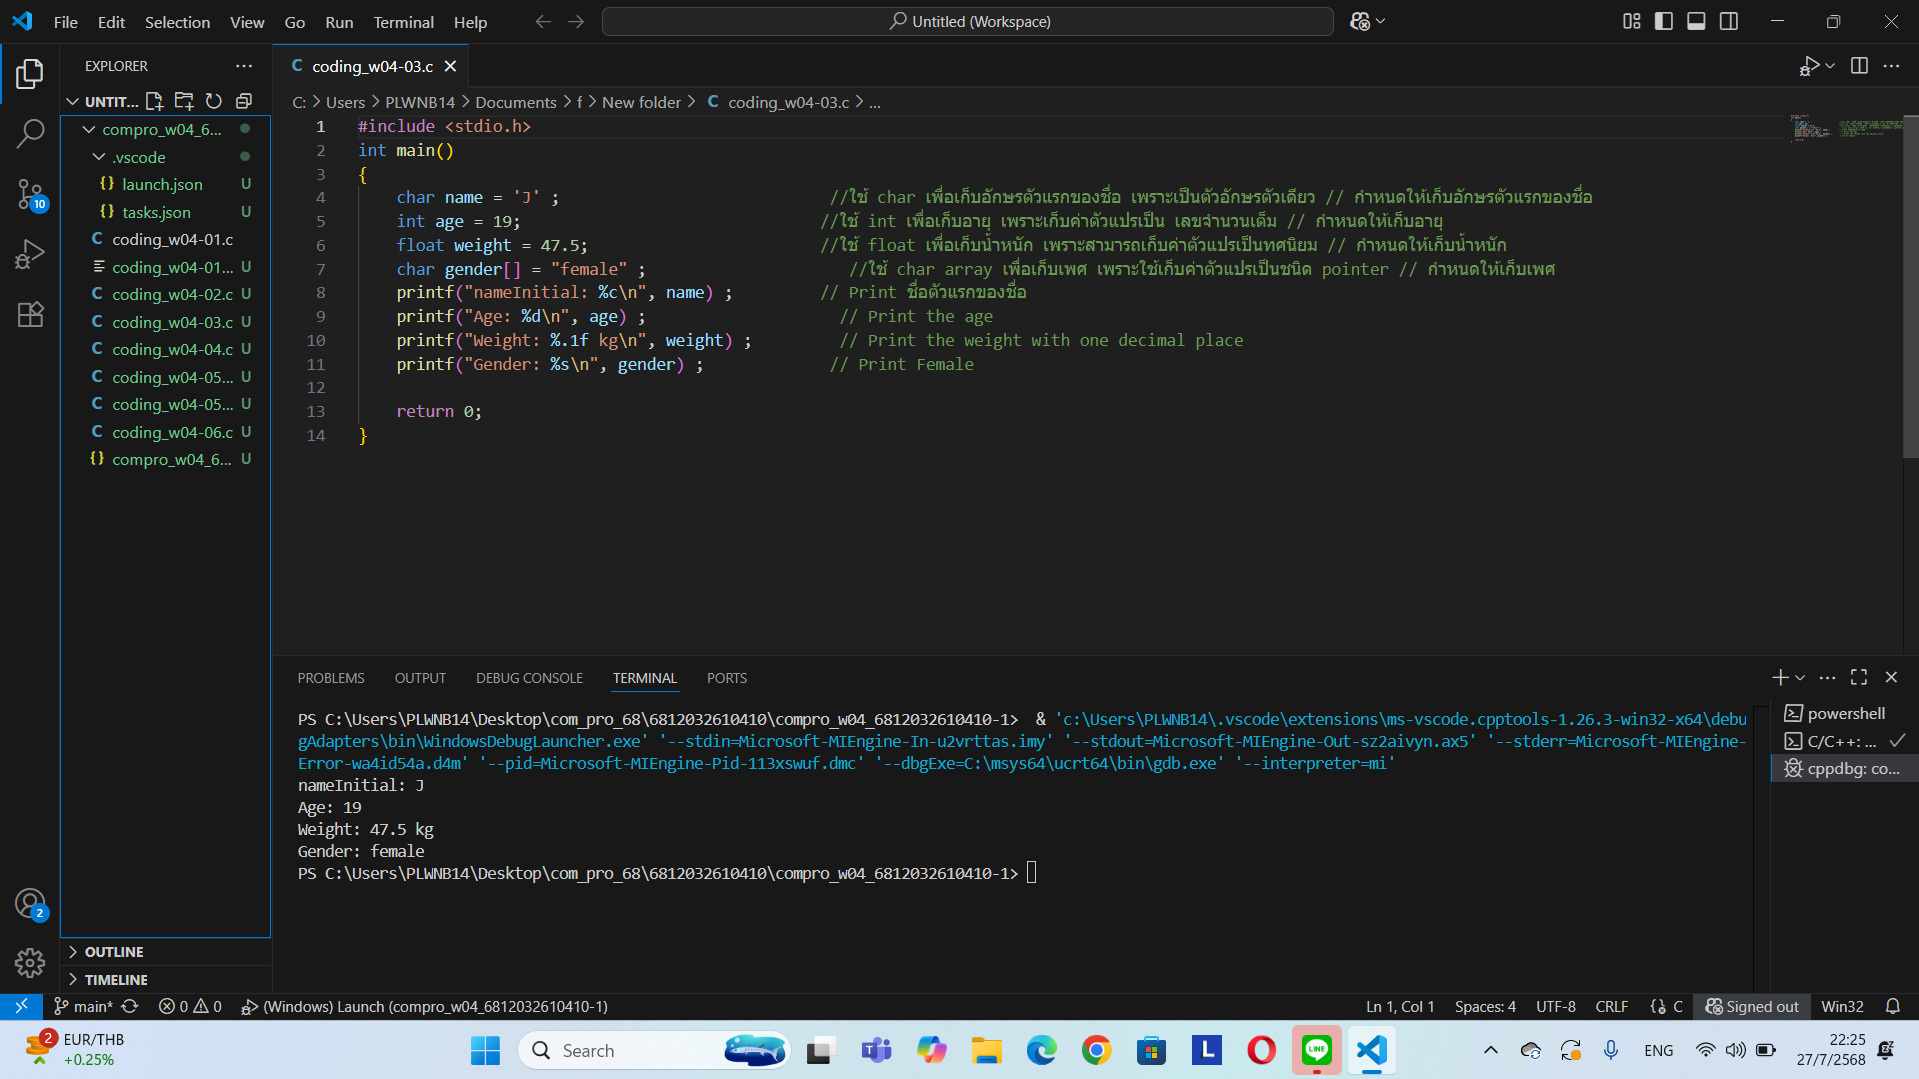 File Edit Selection View Go Run Terminal Help
Untitled (Workspace)
EXPLORER
UNTIT...
compro_w04_6...
.vscode
launch.json U
tasks.json U
coding_w04-01.c
coding_w04-01... U
coding_w04-02.c U
coding_w04-03.c U
coding_w04-04.c U
coding_w04-05... U
coding_w04-05... U
coding_w04-06.c U
compro_w04_6... U
OUTLINE
TIMELINE
10
2
coding_w04-03.c
C: > Users > PLWNB14 > Documents > f > New folder > C coding_w04-03.c > ...
1 #include <stdio.h>
2 int main()
3 {
4 char name = 'J' ; //ใช้ char เพื่อเก็บอักษรตัวแรกของชื่อ เพราะเป็นตัวอักษรตัวเดียว // กำหนดให้เก็บอักษรตัวแรกของชื่อ
5 int age = 19; //ใช้ int เพื่อเก็บอายุ เพราะเก็บค่าตัวแปรเป็น เลขจำนวนเต็ม // กำหนดให้เก็บอายุ
6 float weight = 47.5; //ใช้ float เพื่อเก็บน้ำหนัก เพราะสามารถเก็บค่าตัวแปรเป็นทศนิยม // กำหนดให้เก็บน้ำหนัก
7 char gender[] = "female" ; //ใช้ char array เพื่อเก็บเพศ เพราะใช้เก็บค่าตัวแปรเป็นชนิด pointer // กำหนดให้เก็บเพศ
8 printf("nameInitial: %c\n", name) ; // Print ชื่อตัวแรกของชื่อ
9 printf("Age: %d\n", age) ; // Print the age
10 printf("Weight: %.1f kg\n", weight) ; // Print the weight with one decimal place
11 printf("Gender: %s\n", gender) ; // Print Female
12
13 return 0;
14 }
PROBLEMS OUTPUT DEBUG CONSOLE TERMINAL PORTS
PS C:\Users\PLWNB14\Desktop\com_pro_68\6812032610410\compro_w04_6812032610410-1> & 'c:\Users\PLWNB14\.vscode\extensions\ms-vscode.cpptools-1.26.3-win32-x64\debu
gAdapters\bin\WindowsDebugLauncher.exe' '--stdin=Microsoft-MIEngine-In-u2vrttas.imy' '--stdout=Microsoft-MIEngine-Out-sz2aivyn.ax5' '--stderr=Microsoft-MIEngine-
Error-wa4id54a.d4m' '--pid=Microsoft-MIEngine-Pid-113xswuf.dmc' '--dbgExe=C:\msys64\ucrt64\bin\gdb.exe' '--interpreter=mi'
nameInitial: J
Age: 19
Weight: 47.5 kg
Gender: female
PS C:\Users\PLWNB14\Desktop\com_pro_68\6812032610410\compro_w04_6812032610410-1>
powershell
C/C++: ...
cppdbg: co...
main* 0 0 (Windows) Launch (compro_w04_6812032610410-1) Ln 1, Col 1 Spaces: 4 UTF-8 CRLF {} C Signed out Win32
2 EUR/THB
+0.25%
Search
ENG
22:25
27/7/2568